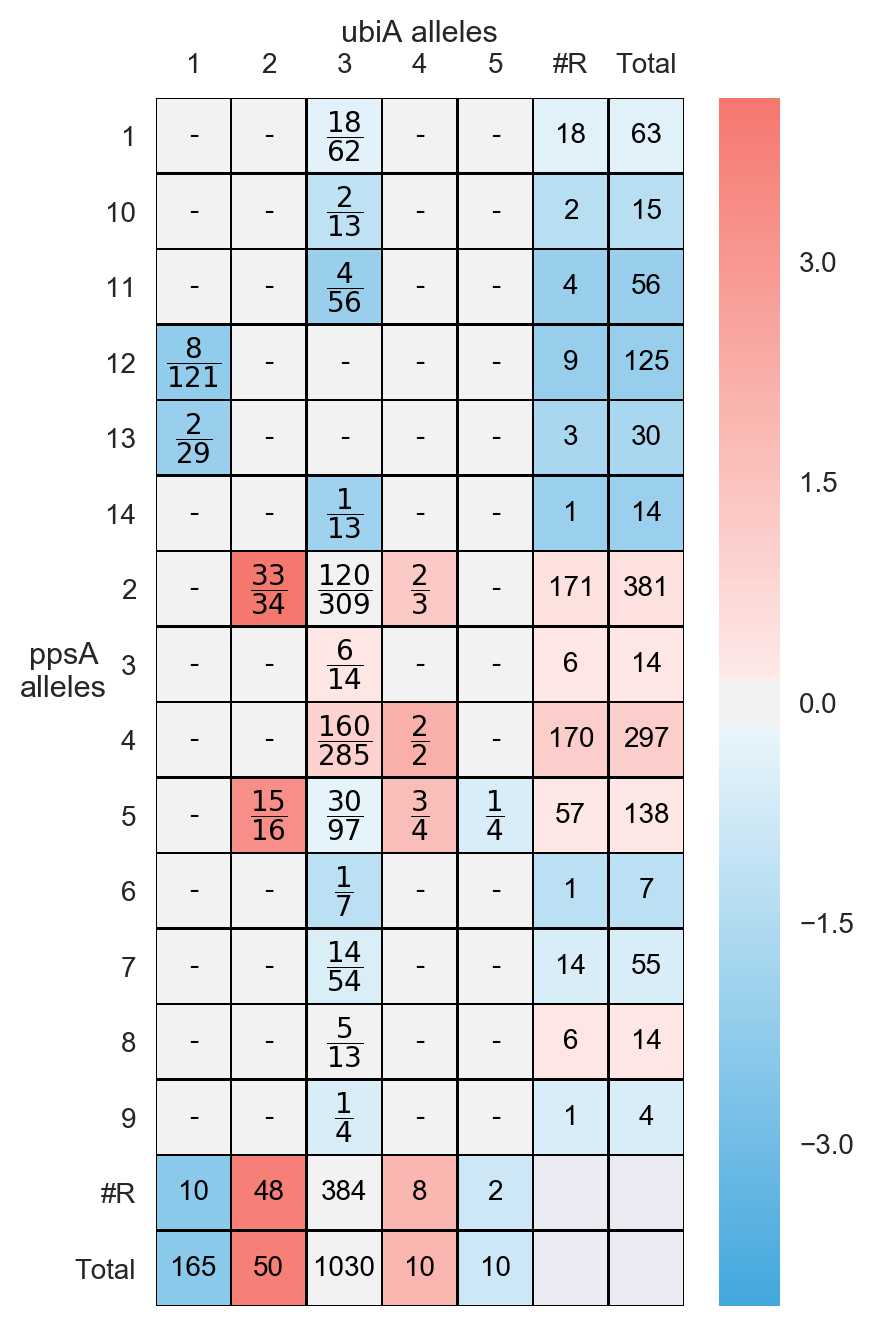 ubiA alleles
1 2 3 4 5 #R Total
1 - - 18/62 - - 18 63
10 - - 2/13 - - 2 15
11 - - 4/56 - - 4 56
12 8/121 - - - - 9 125
13 2/29 - - - - 3 30
14 - - 1/13 - - 1 14
2 - 33/34 120/309 2/3 - 171 381
ppsA
alleles
3 - - 6/14 - - 6 14
4 - - 160/285 2/2 - 170 297
5 - 15/16 30/97 3/4 1/4 57 138
6 - - 1/7 - - 1 7
7 - - 14/54 - - 14 55
8 - - 5/13 - - 6 14
9 - - 1/4 - - 1 4
#R 10 48 384 8 2
Total 165 50 1030 10 10
3.0
1.5
0.0
−1.5
−3.0